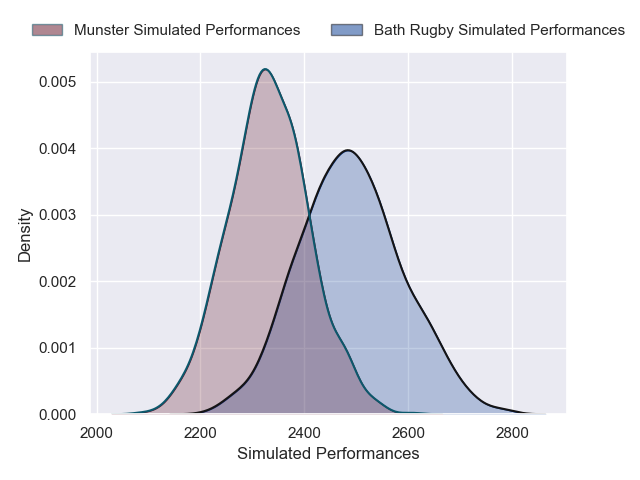 Munster Simulated Performances Bath Rugby Simulated Performances
0.005
0.004
0.003
0.002
0.001
0.000
Density
2000 2200 2400 2600 2800
Simulated Performances